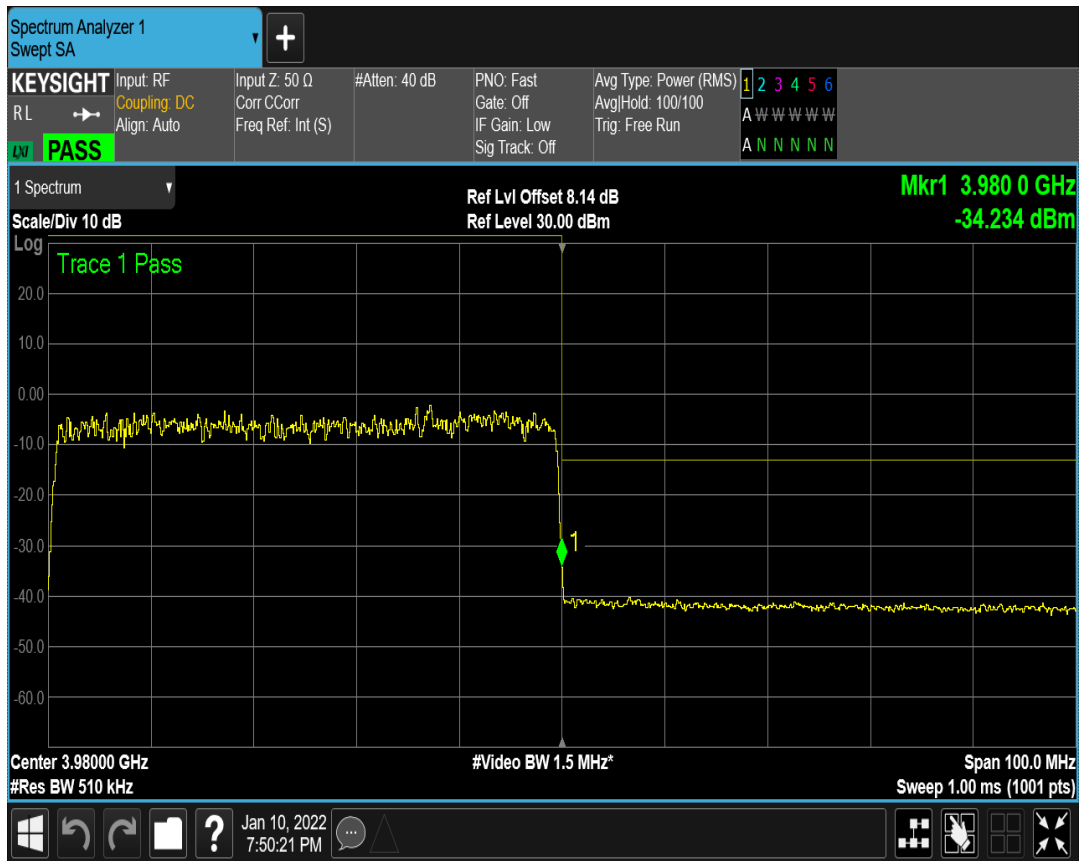 Spectrum Analyzer 1
Swept SA
+
KEYSIGHT
RL
LXI PASS
Input: RF
Coupling: DC
Align: Auto
Input Z: 50 Ω
Corr CCorr
Freq Ref: Int (S)
#Atten: 40 dB
PNO: Fast
Gate: Off
IF Gain: Low
Sig Track: Off
Avg Type: Power (RMS)
Avg|Hold: 100/100
Trig: Free Run
1 2 3 4 5 6
A W W W W W
A N N N N N
1 Spectrum
Scale/Div 10 dB
Ref Lvl Offset 8.14 dB
Ref Level 30.00 dBm
Mkr1 3.980 0 GHz
-34.234 dBm
Log
Trace 1 Pass
20.0
10.0
0.00
-10.0
-20.0
-30.0
-40.0
-50.0
-60.0
1
Center 3.98000 GHz
#Video BW 1.5 MHz*
Span 100.0 MHz
#Res BW 510 kHz
Sweep 1.00 ms (1001 pts)
?
Jan 10, 2022
7:50:21 PM